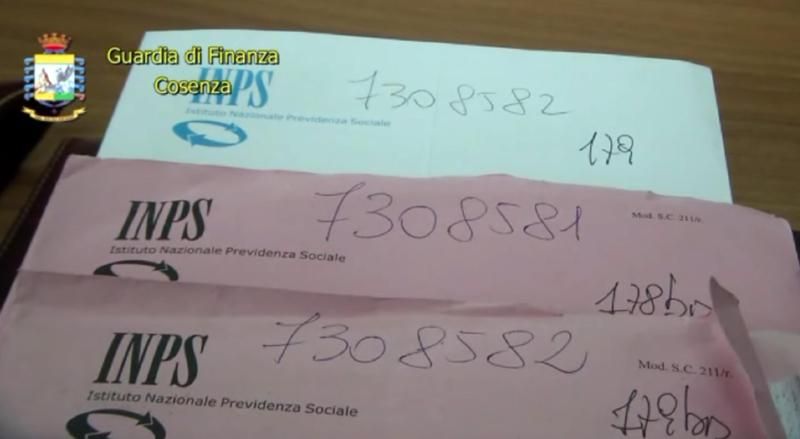 Guardia di Finanza
Cosenza
INPS
Istituto Nazionale Previdenza Sociale
7308582
179
INPS
Istituto Nazionale Previdenza Sociale
7308581
Mod. S.C. 211/r.
178bis
INPS
Istituto Nazionale Previdenza Sociale
7308582
Mod. S.C. 211/r.
179bis